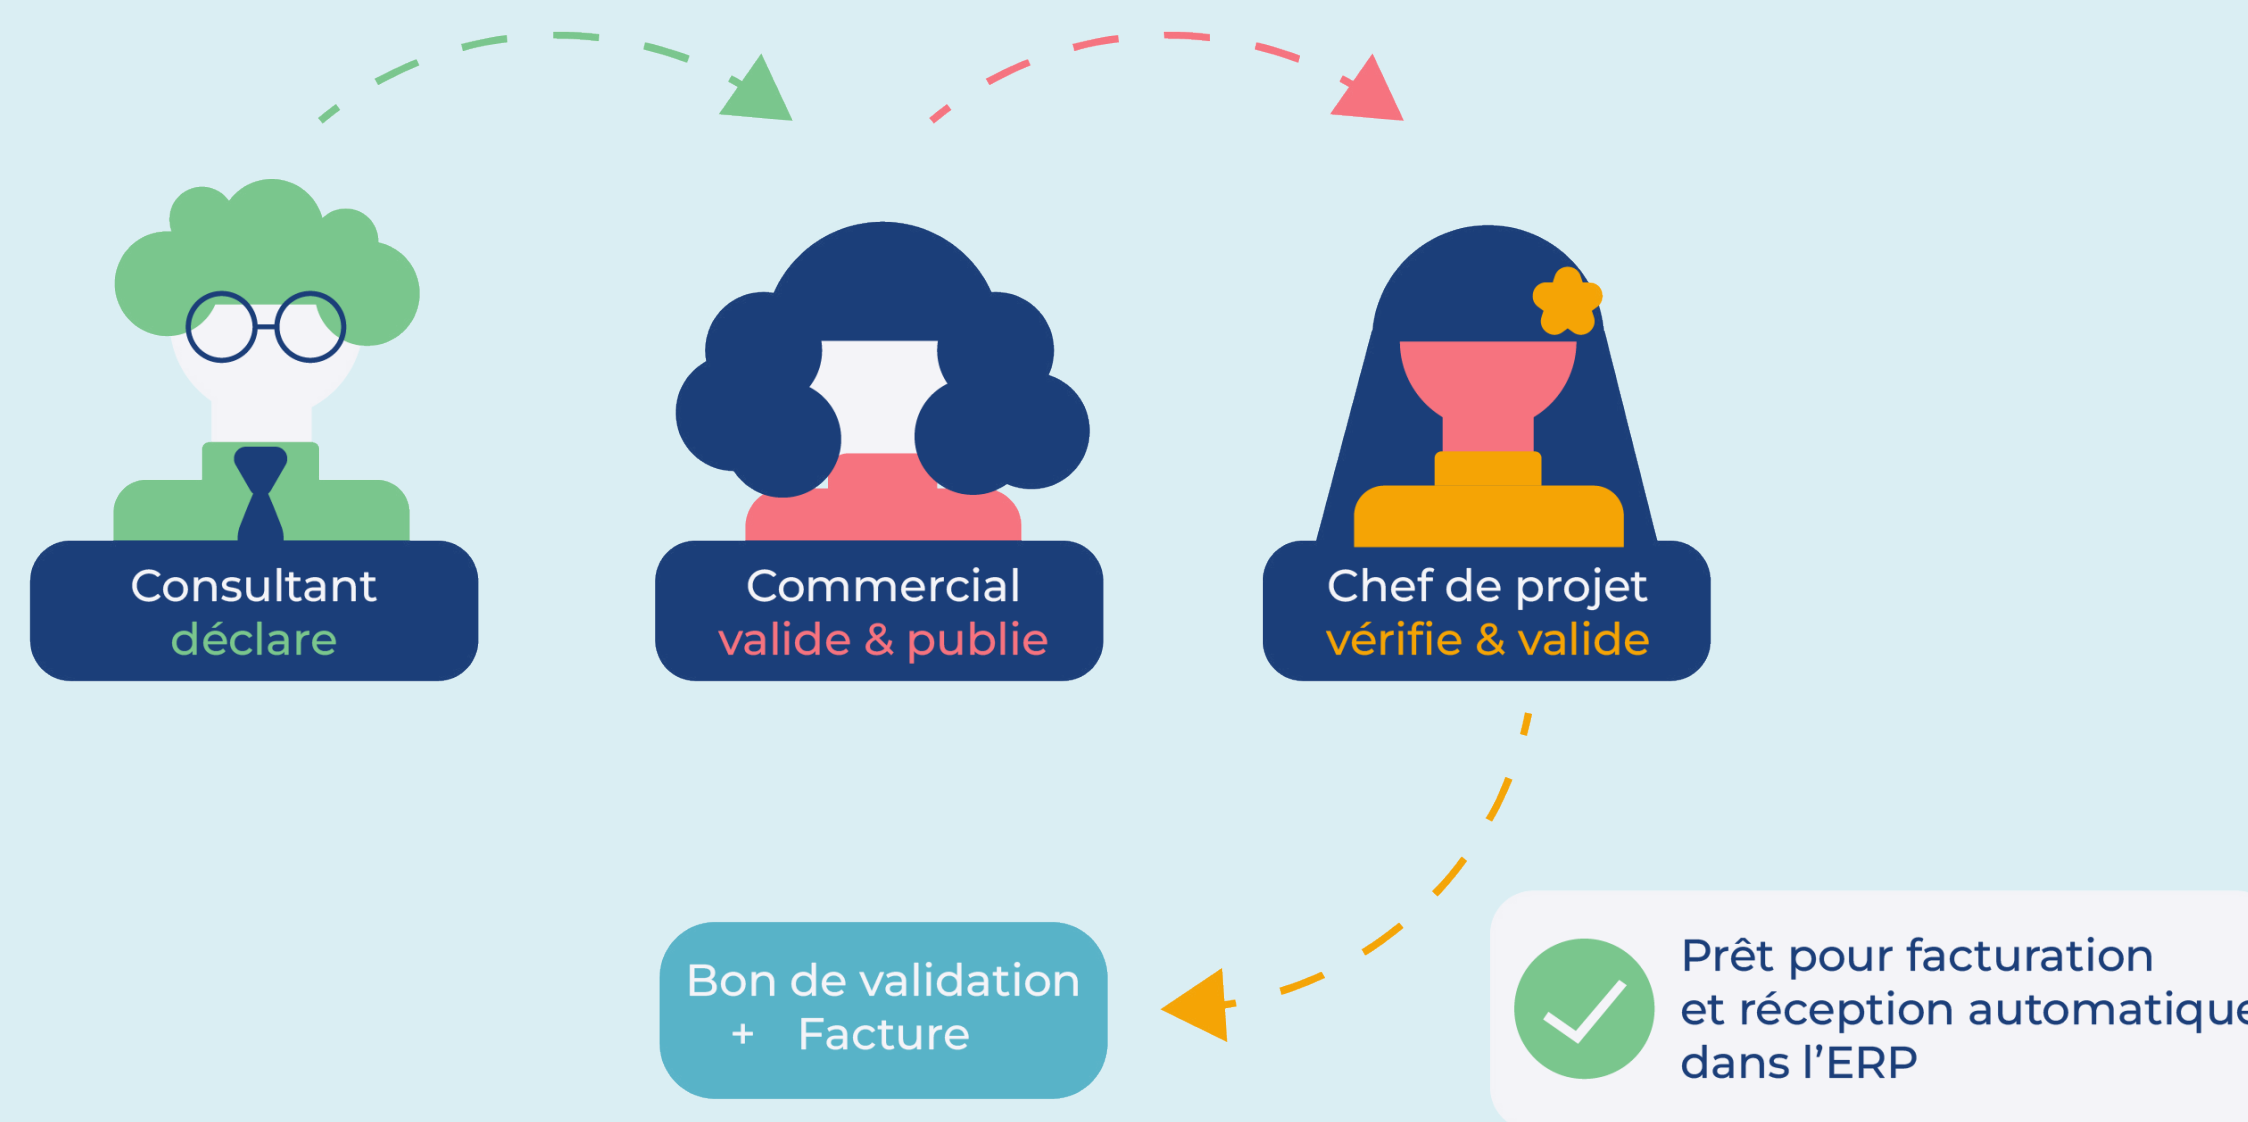 Consultant
déclare
Commercial
valide & publie
Chef de projet
vérifie & valide
Bon de validation
+ Facture
Prêt pour facturation
et réception automatique
dans l’ERP